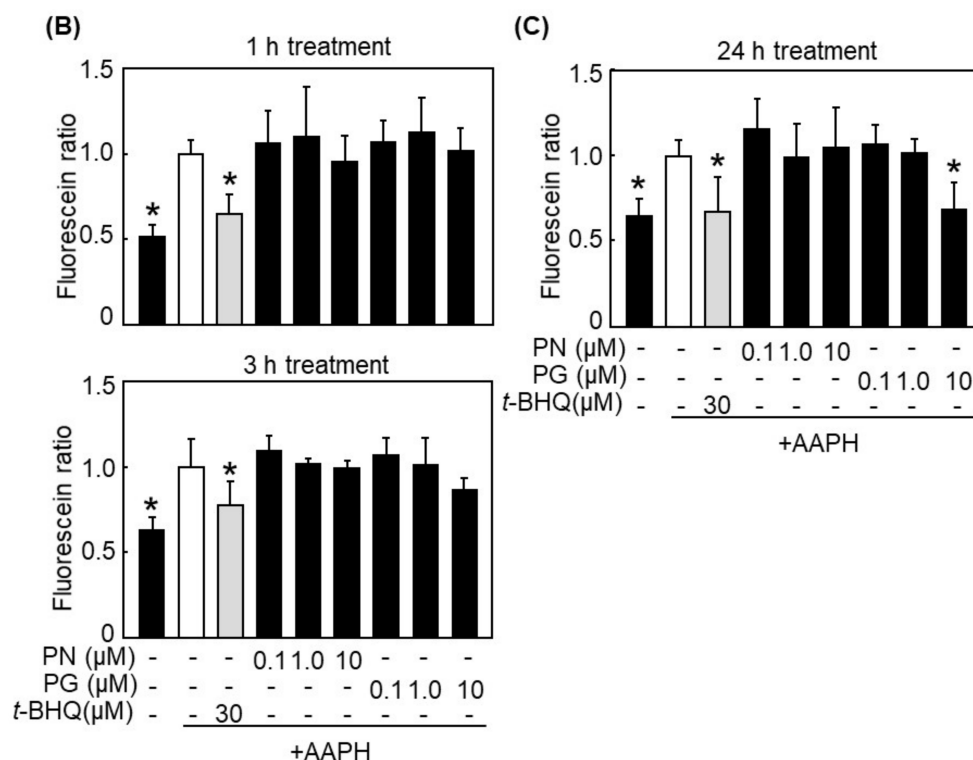 (B)
1 h treatment
1.5
1.0
0.5
0
Fluorescein ratio
* *
3 h treatment
1.5
1.0
0.5
0
Fluorescein ratio
* *
PN (µM) - - - 0.1 1.0 10 - - -
PG (µM) - - - - - - 0.1 1.0 10
t-BHQ(µM) - - 30
+AAPH
(C)
24 h treatment
1.5
1.0
0.5
0
Fluorescein ratio
* * *
PN (µM) - - - 0.1 1.0 10 - - -
PG (µM) - - - - - - 0.1 1.0 10
t-BHQ(µM) - - 30
+AAPH